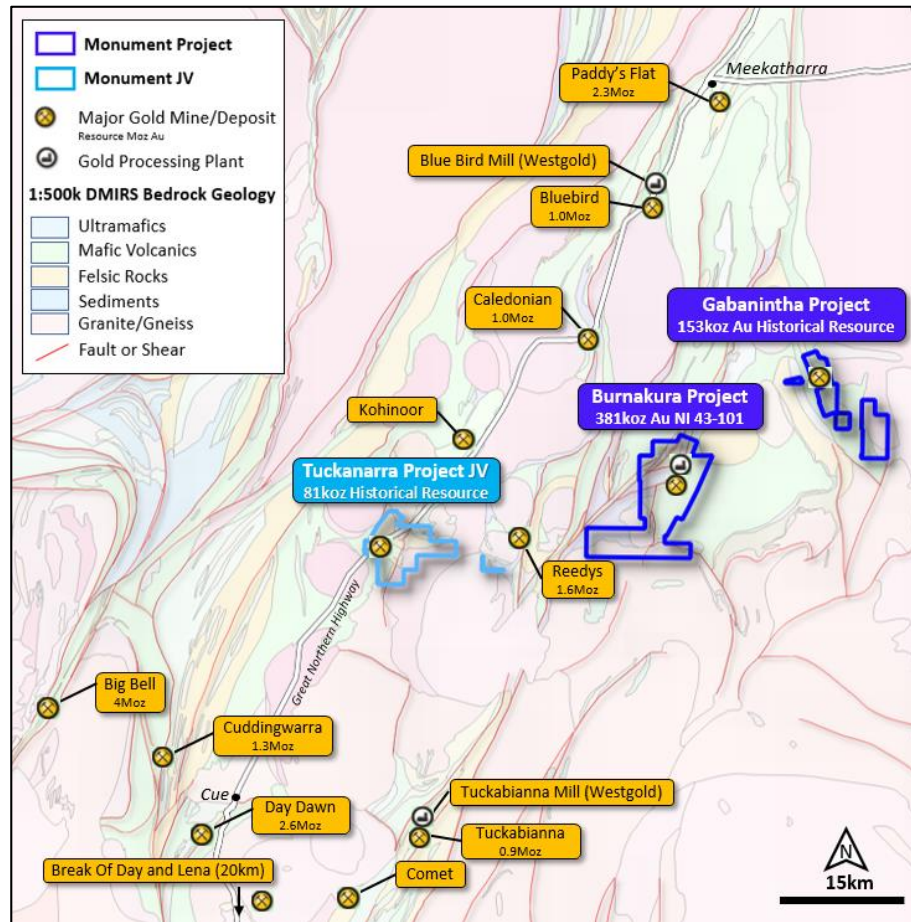 Monument Project
Monument JV
Major Gold Mine/Deposit
Resource Moz Au
Gold Processing Plant
1:500k DMIRS Bedrock Geology
Ultramafics
Mafic Volcanics
Felsic Rocks
Sediments
Granite/Gneiss
Fault or Shear
Meekatharra
Paddy's Flat
2.3Moz
Blue Bird Mill (Westgold)
Bluebird
1.0Moz
Gabanintha Project
153koz Au Historical Resource
Caledonian
1.0Moz
Burnakura Project
381koz Au NI 43-101
Kohinoor
Tuckanarra Project JV
81koz Historical Resource
Reedys
1.6Moz
Great Northern Highway
Big Bell
4Moz
Cuddingwarra
1.3Moz
Cue
Tuckabianna Mill (Westgold)
Day Dawn
2.6Moz
Tuckabianna
0.9Moz
Break Of Day and Lena (20km)
Comet
N
15km